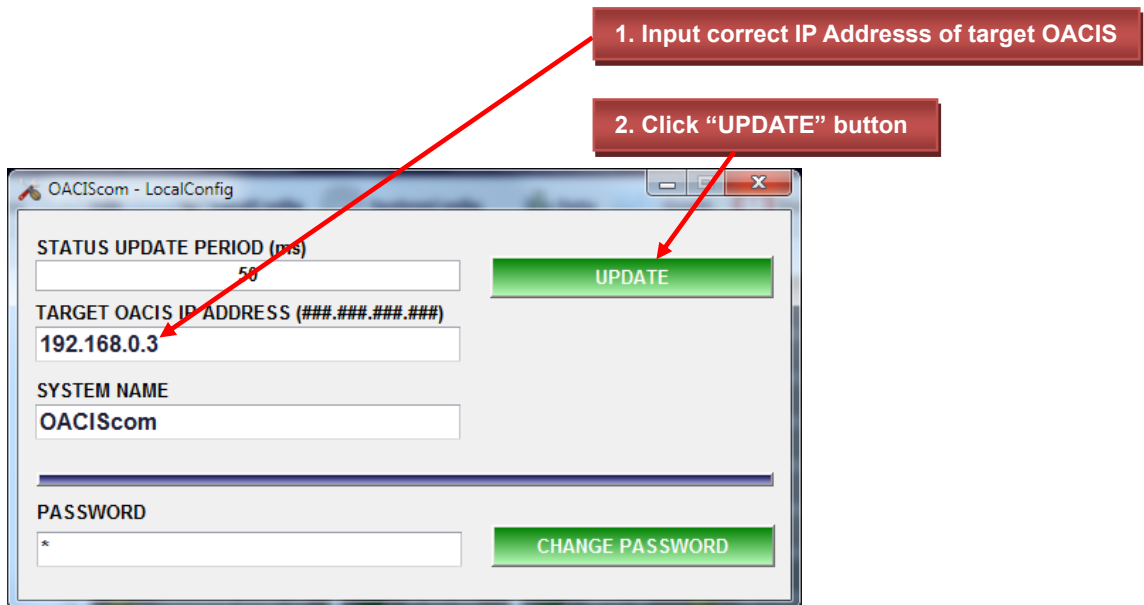 1. Input correct IP Addresss of target OACIS
2. Click “UPDATE” button
OACIScom - LocalConfig
STATUS UPDATE PERIOD (ms)
50
UPDATE
TARGET OACIS IP ADDRESS (###.###.###.###)
192.168.0.3
SYSTEM NAME
OACIScom
PASSWORD
*
CHANGE PASSWORD